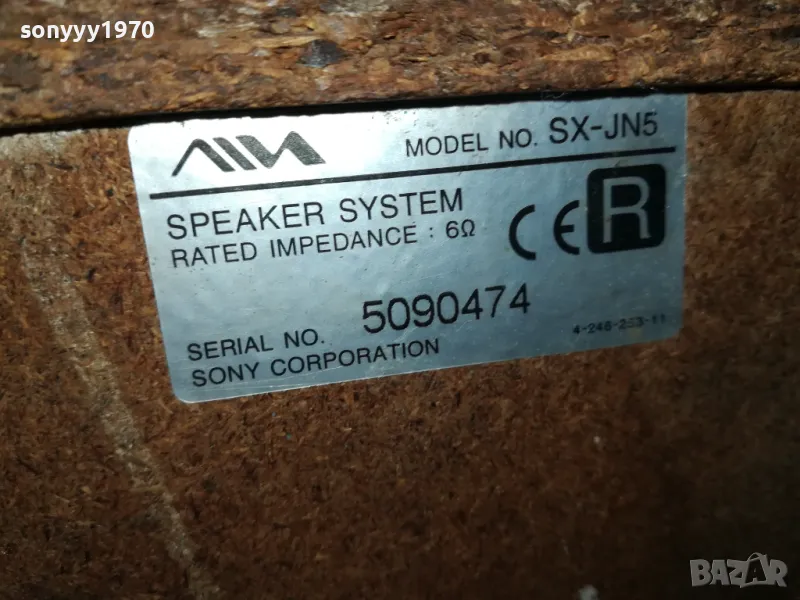 sonyyy1970
AIWA
MODEL NO. SX-JN5
SPEAKER SYSTEM
RATED IMPEDANCE : 6Ω
CE R
SERIAL NO. 5090474
4-246-253-11
SONY CORPORATION
BAZAR